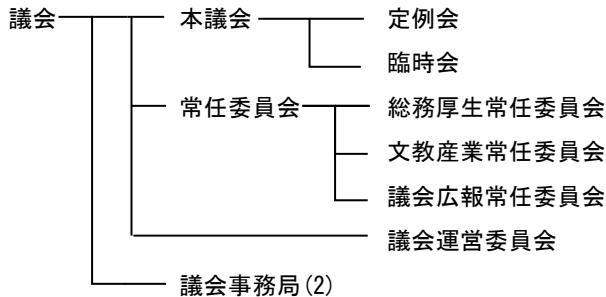 議会 本議会 定例会
臨時会
常任委員会 総務厚生常任委員会
文教産業常任委員会
議会広報常任委員会
議会運営委員会
議会事務局(2)